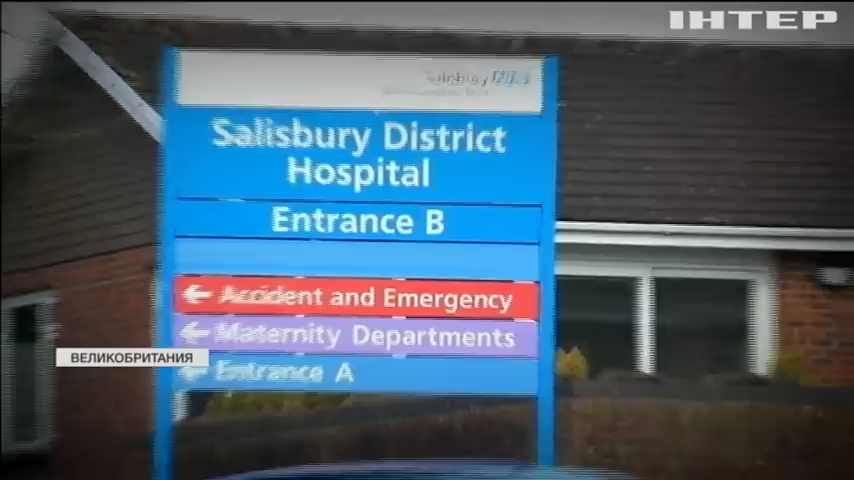 ІНТЕР
Salisbury NHS
Salisbury District
Hospital
Entrance B
Accident and Emergency
Maternity Departments
ВЕЛИКОБРИТАНИЯ
Entrance A